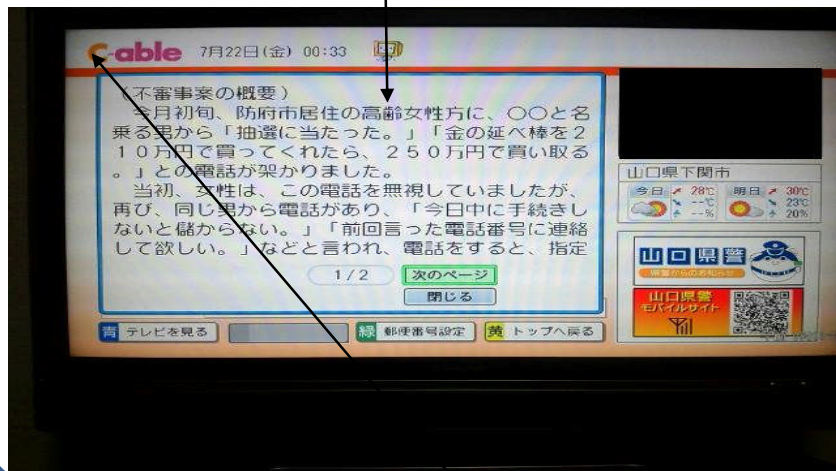 C-able 7月22日(金) 00:33
(不審事案の概要)
今月初旬、防府市居住の高齢女性方に、〇〇と名
乗る男から「抽選に当たった。」「金の延べ棒を2
10万円で買ってくれたら、250万円で買い取る
。」との電話が架かりました。
当初、女性は、この電話を無視していましたが、
再び、同じ男から電話があり、「今日中に手続きし
ないと儲からない。」「前回言った電話番号に連絡
して欲しい。」などと言われ、電話をすると、指定
1/2 次のページ
閉じる
青 テレビを見る
緑 郵便番号設定
黄 トップへ戻る
山口県下関市
今日 28℃ 明日 30℃
--℃ 23℃
--% 20%
山口県警
県警からのお知らせ
山口県警
モバイルサイト